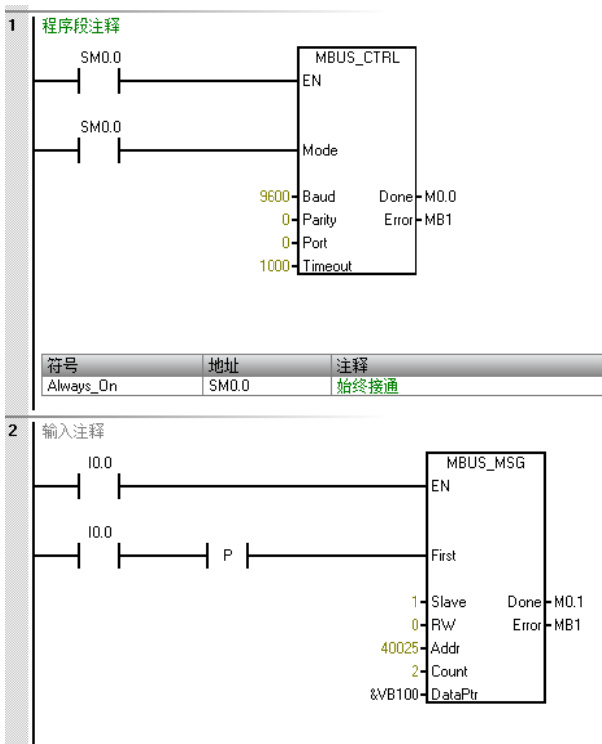 1 程序段注释
SM0.0 MBUS_CTRL
EN
SM0.0
Mode
9600 Baud Done M0.0
0 Parity Error MB1
0 Port
1000 Timeout
符号 地址 注释
Always_On SM0.0 始终接通
2 输入注释
I0.0 MBUS_MSG
EN
I0.0
P First
1 Slave Done M0.1
0 RW Error MB1
40025 Addr
2 Count
&VB100 DataPtr